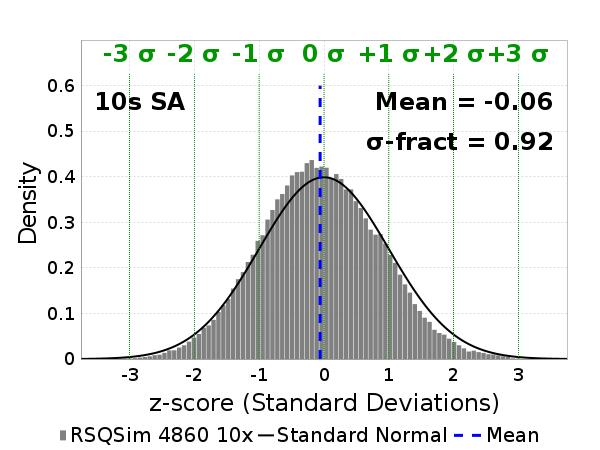 -3 σ -2 σ -1 σ 0 σ +1 σ +2 σ +3 σ
0.6
10s SA
Mean = -0.06
0.5
σ-fract = 0.92
0.4
0.3
0.2
0.1
0
Density
-3 -2 -1 0 1 2 3
z-score (Standard Deviations)
RSQSim 4860 10x Standard Normal Mean